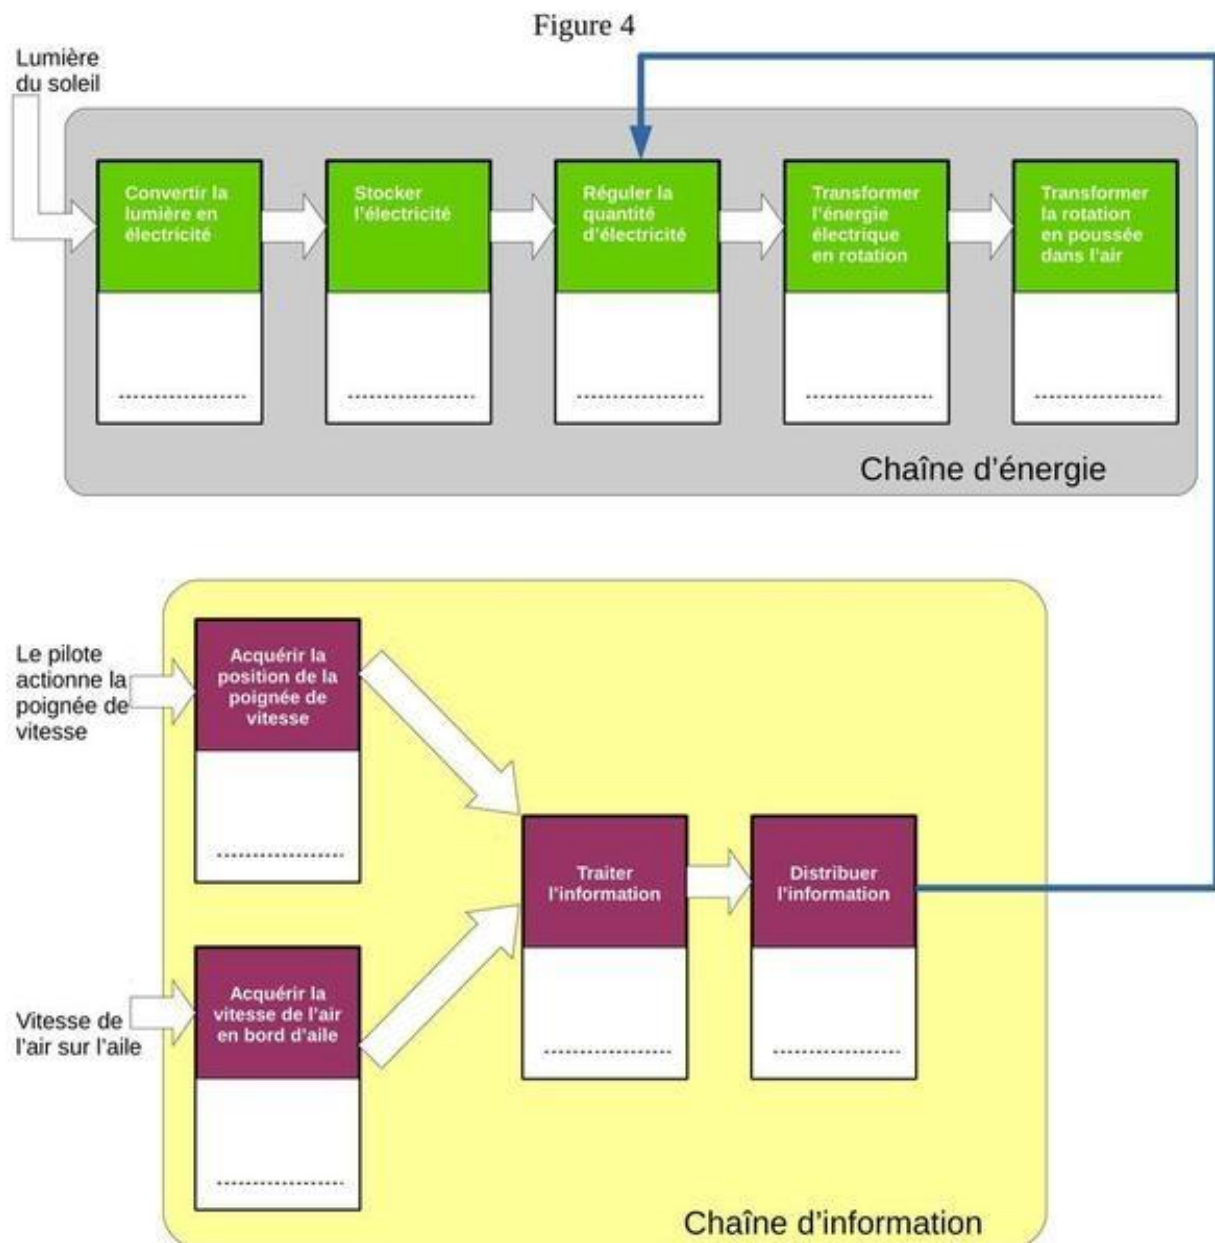 Figure 4
Lumière
du soleil
Convertir la
lumière en
électricité
Stocker
l'électricité
Réguler la
quantité
d'électricité
Transformer
l'énergie
électrique
en rotation
Transformer
la rotation
en poussée
dans l'air
........................
........................
........................
........................
........................
Chaîne d'énergie
Le pilote
actionne la
poignée de
vitesse
Acquérir la
position de la
poignée de
vitesse
........................
Traiter
l'information
Distribuer
l'information
Vitesse de
l'air sur l'aile
Acquérir la
vitesse de l'air
en bord d'aile
........................
........................
........................
Chaîne d'information